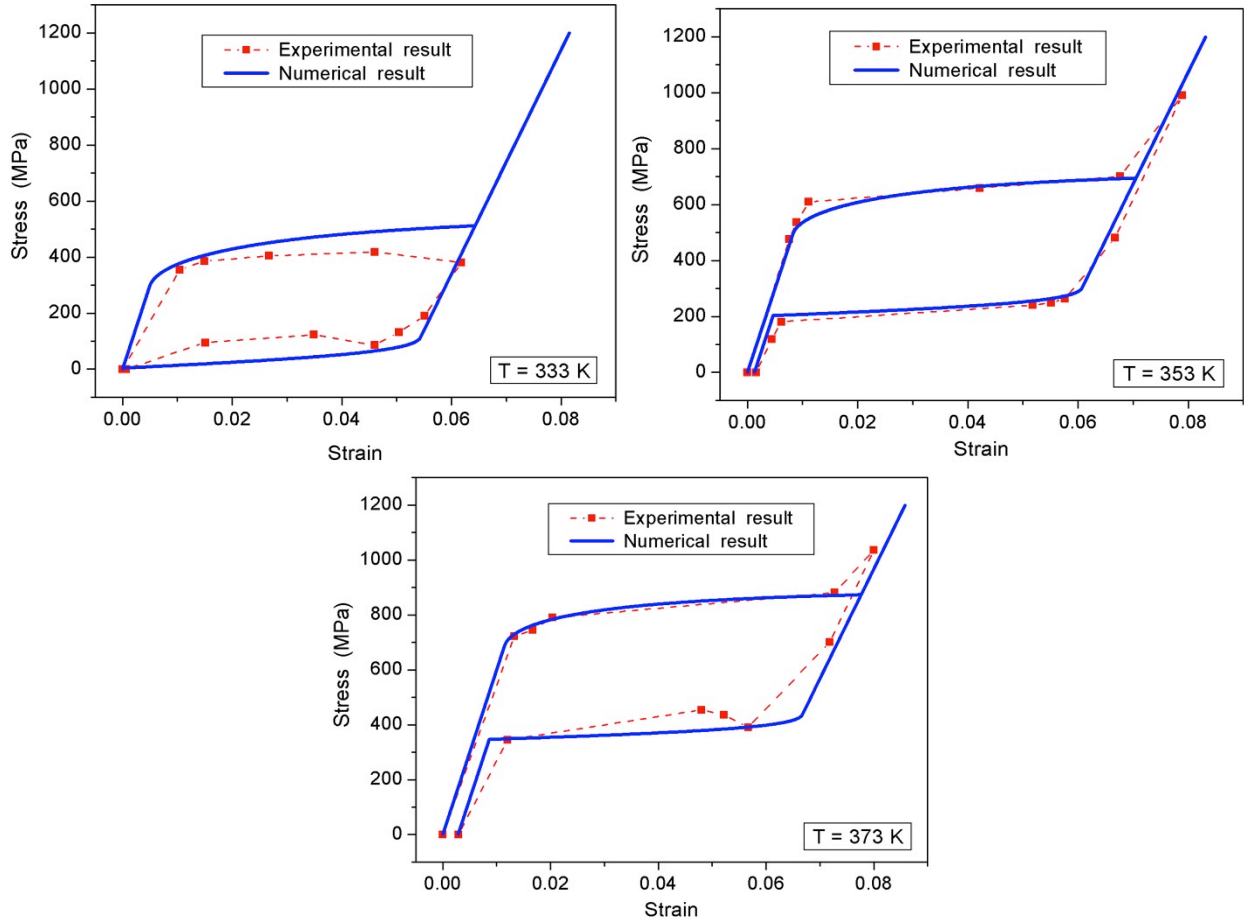 1200
1000
800
600
400
200
0
Stress (MPa)
Experimental result
Numerical result
T = 333 K
0.00 0.02 0.04 0.06 0.08
Strain
1200
1000
800
600
400
200
0
Stress (MPa)
Experimental result
Numerical result
T = 353 K
0.00 0.02 0.04 0.06 0.08
Strain
1200
1000
800
600
400
200
0
Stress (MPa)
Experimental result
Numerical result
T = 373 K
0.00 0.02 0.04 0.06 0.08
Strain